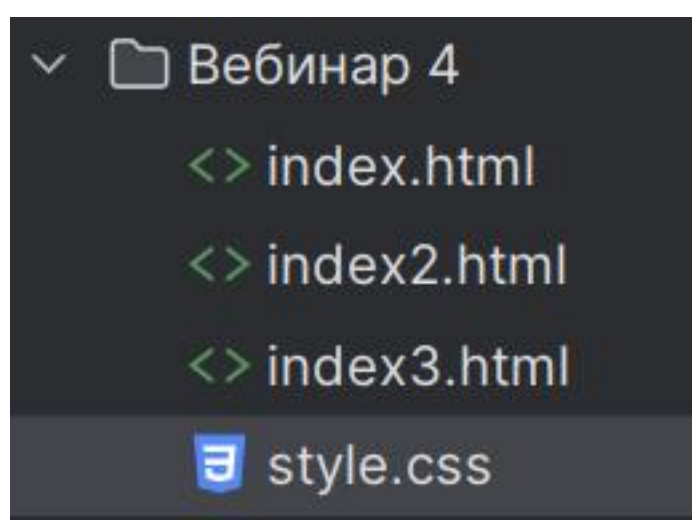 Вебинар 4
<> index.html
<> index2.html
<> index3.html
style.css